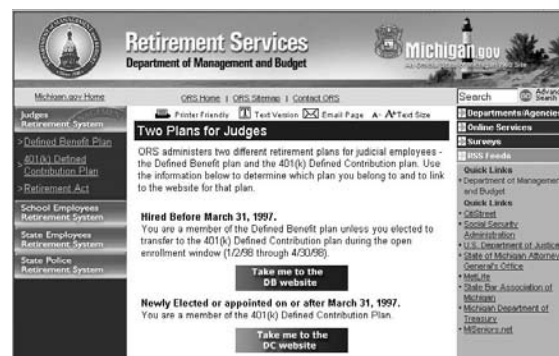 Retirement Services
Department of Management and Budget
Michigan.gov
Michigan.gov Home
ORS Home | ORS Sitemap | Contact ORS
Search
GO
Advanc
Search
Printer Friendly T Text Version Email Page A- A+ Text Size
Judges
Retirement System
>Defined Benefit Plan
>401(k) Defined
Contribution Plan
>Retirement Act
School Employees
Retirement System
State Employees
Retirement System
State Police
Retirement System
Two Plans for Judges
ORS administers two different retirement plans for judicial employees -
the Defined Benefit plan and the 401(k) Defined Contribution plan. Use
the information below to determine which plan you belong to and to link
to the website for that plan.
Hired Before March 31, 1997.
You are a member of the Defined Benefit plan unless you elected to
transfer to the 401(k) Defined Contribution plan during the open
enrollment window (1/2/98 through 4/30/98).
Take me to the
DB website
Newly Elected or appointed on or after March 31, 1997.
You are a member of the 401(k) Defined Contribution Plan.
Take me to the
DC website
Departments/Agencies
Online Services
Surveys
RSS Feeds
Quick Links
• Department of Management
and Budget
Quick Links
• CitiStreet
• Social Security
Administration
• U.S. Department of Justice
• State of Michigan Attorney
General's Office
• MetLife
• State Bar Association of
Michigan
• Michigan Department of
Treasury
• MISeniors.net